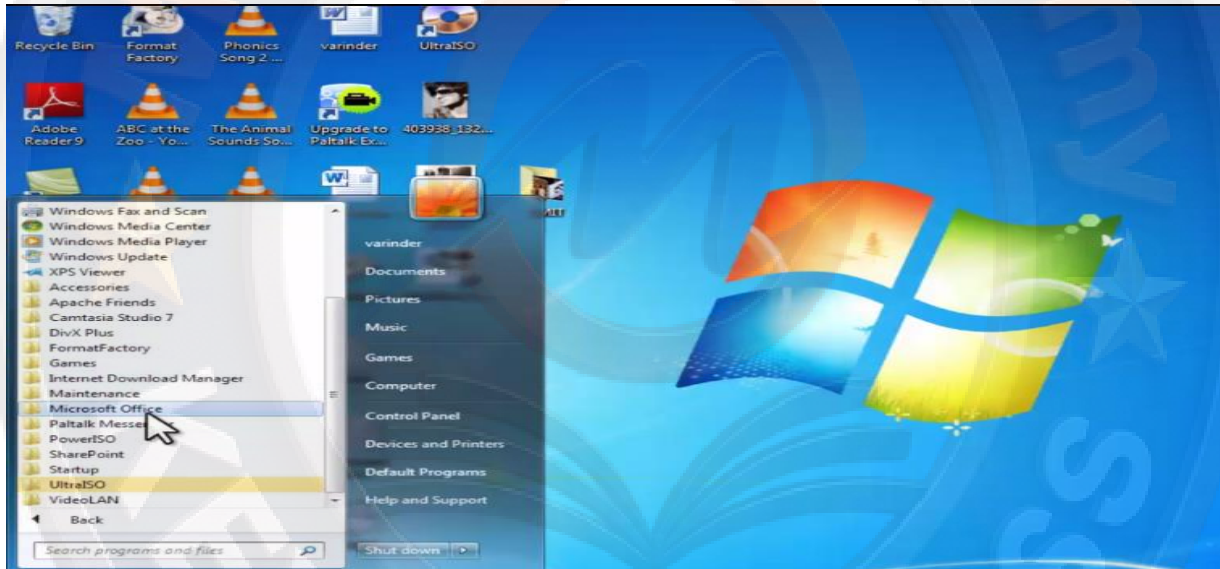 Recycle Bin
Format Factory
Phonics Song 2 ...
varinder
UltraISO
Adobe Reader 9
ABC at the Zoo - Yo...
The Animal Sounds So...
Upgrade to Paltalk Ex...
403938_132...
Windows Fax and Scan
Windows Media Center
Windows Media Player
Windows Update
XPS Viewer
Accessories
Apache Friends
Camtasia Studio 7
DivX Plus
FormatFactory
Games
Internet Download Manager
Maintenance
Microsoft Office
Paltalk Messen
PowerISO
SharePoint
Startup
UltraISO
VideoLAN
Back
Search programs and files
varinder
Documents
Pictures
Music
Games
Computer
Control Panel
Devices and Printers
Default Programs
Help and Support
Shut down